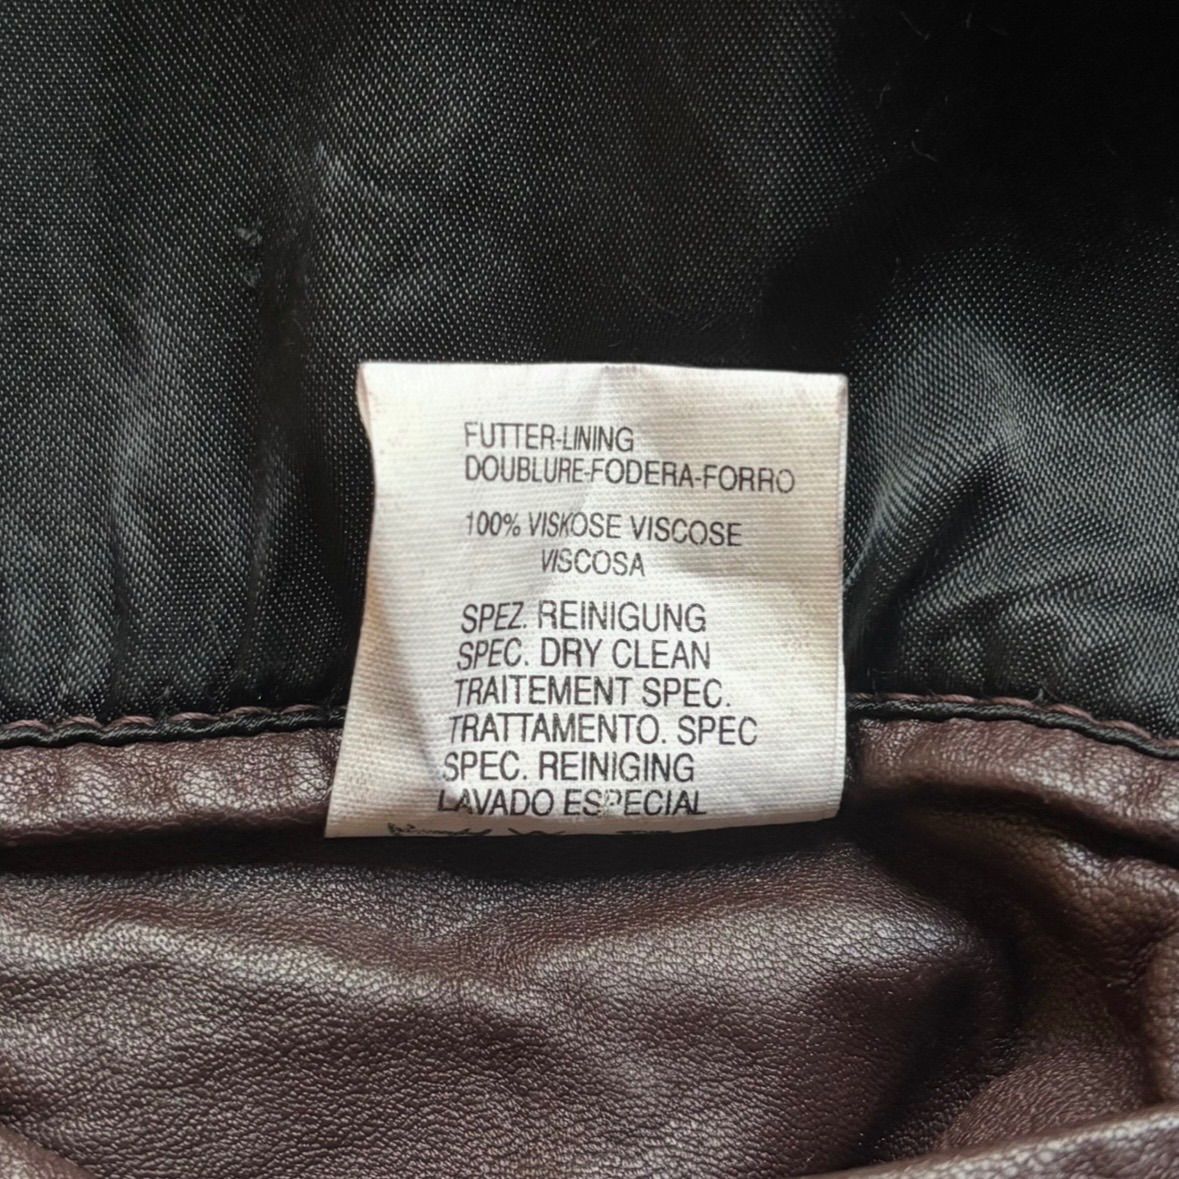 FUTTER-LINING
DOUBLURE-FODERA-FORRO
100% VISKOSE VISCOSE
VISCOSA
SPEZ. REINIGUNG
SPEC. DRY CLEAN
TRAITEMENT SPEC.
TRATTAMENTO. SPEC
SPEC. REINIGING
LAVADO ESPECIAL